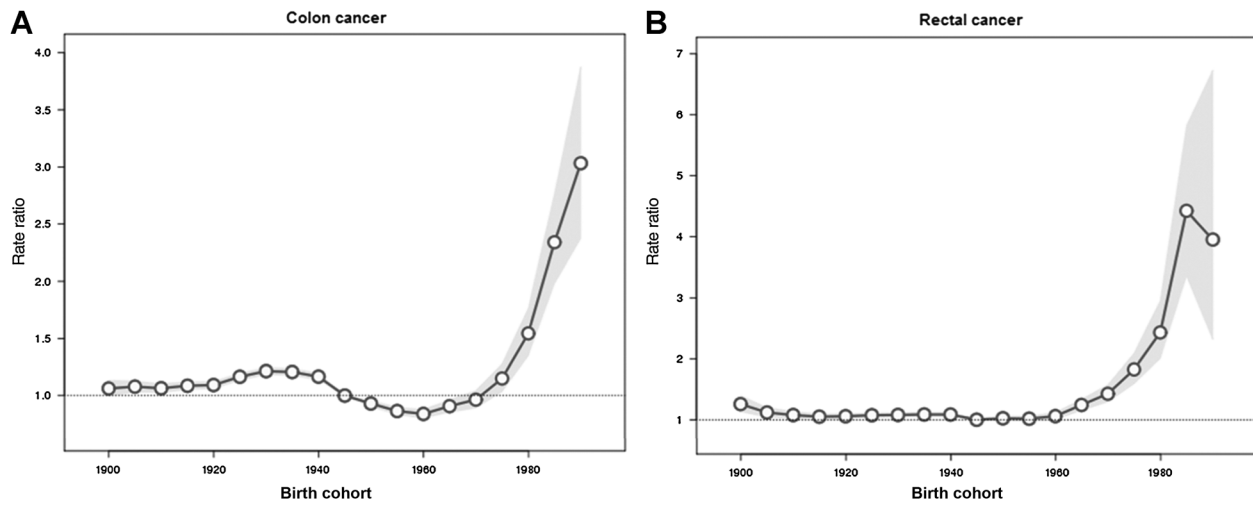 A
Colon cancer
4.0
3.5
3.0
2.5
2.0
1.5
1.0
Rate ratio
1900 1920 1940 1960 1980
Birth cohort
B
Rectal cancer
7
6
5
4
3
2
1
Rate ratio
1900 1920 1940 1960 1980
Birth cohort